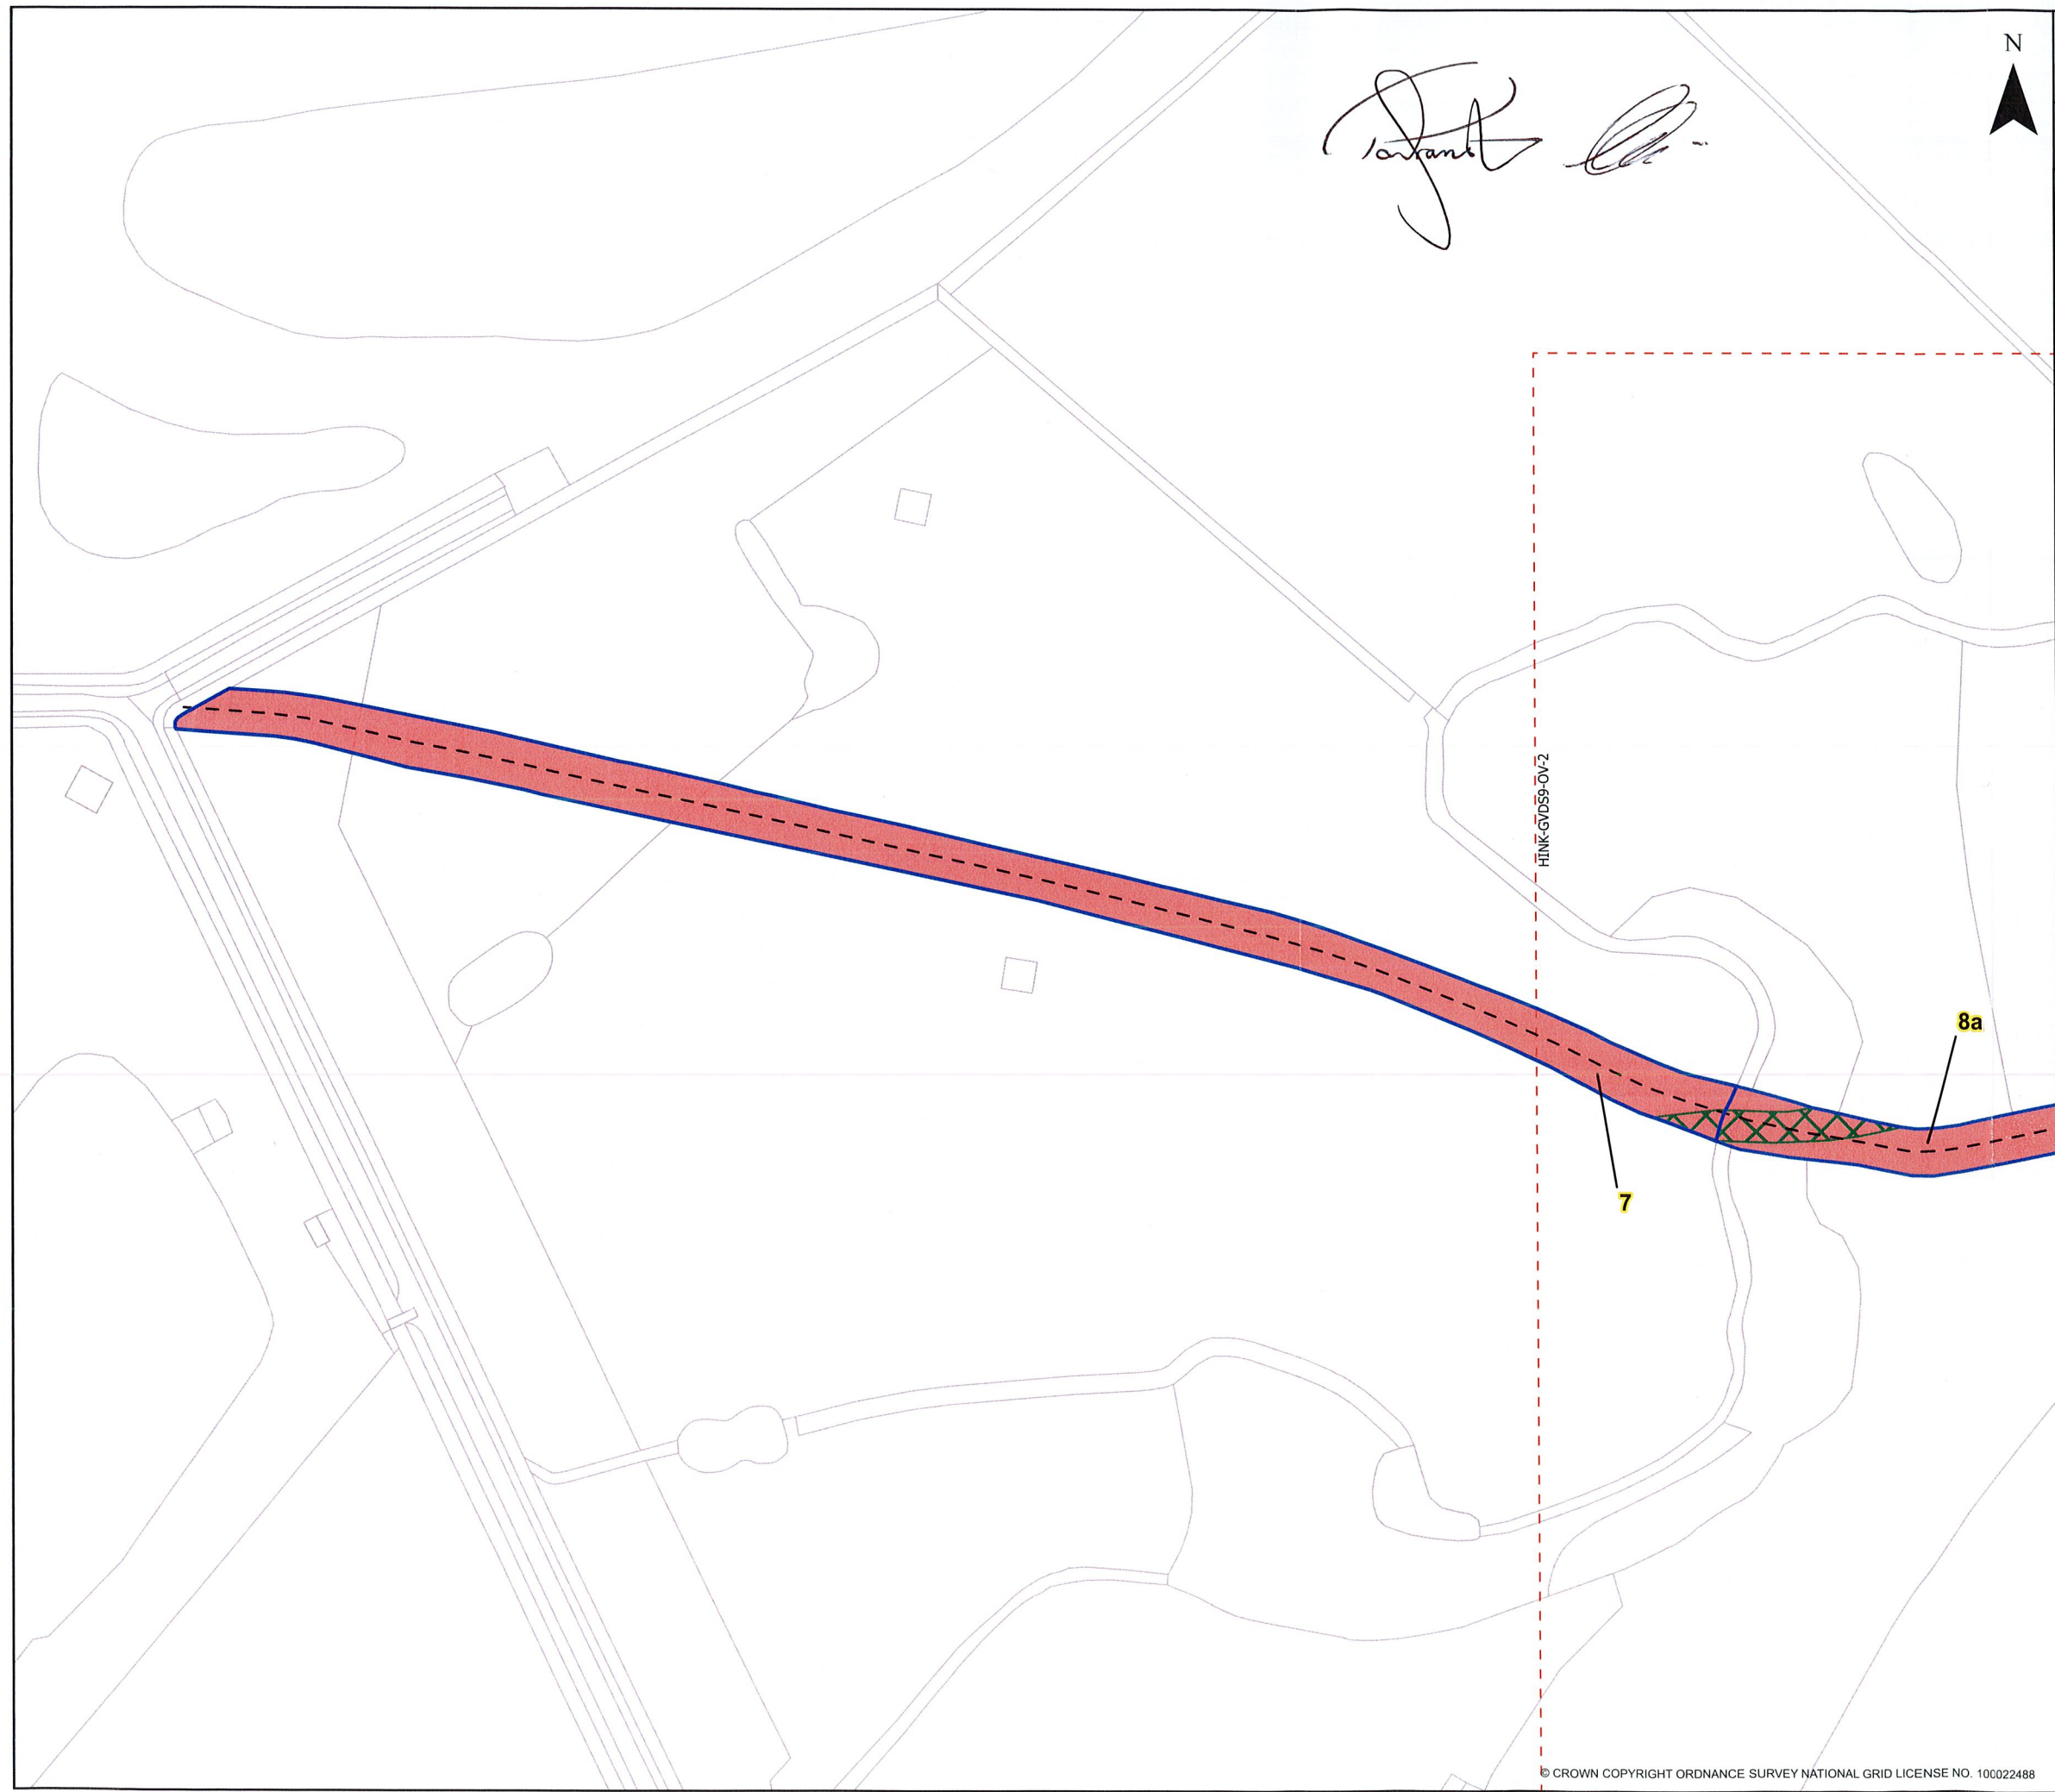 N
HINK-GVDS9-OV-2
8a
7
© CROWN COPYRIGHT ORDNANCE SURVEY NATIONAL GRID LICENSE NO. 100022488